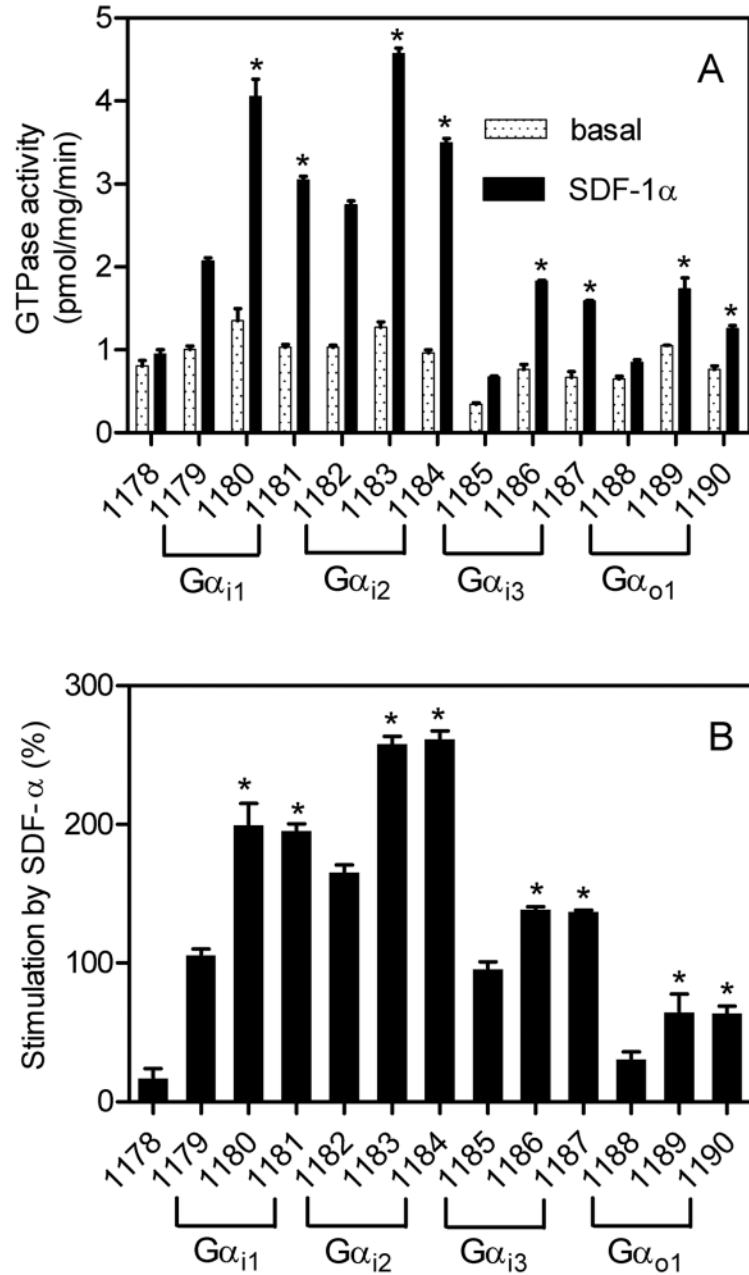 A
GTPase activity
(pmol/mg/min)
5
4
3
2
1
0
* * * * * * * *
basal
SDF-1α
1178 1179 1180 1181 1182 1183 1184 1185 1186 1187 1188 1189 1190
Gαi1 Gαi2 Gαi3 Gαo1
B
Stimulation by SDF-α (%)
300
200
100
0
* * * * * * * *
1178 1179 1180 1181 1182 1183 1184 1185 1186 1187 1188 1189 1190
Gαi1 Gαi2 Gαi3 Gαo1